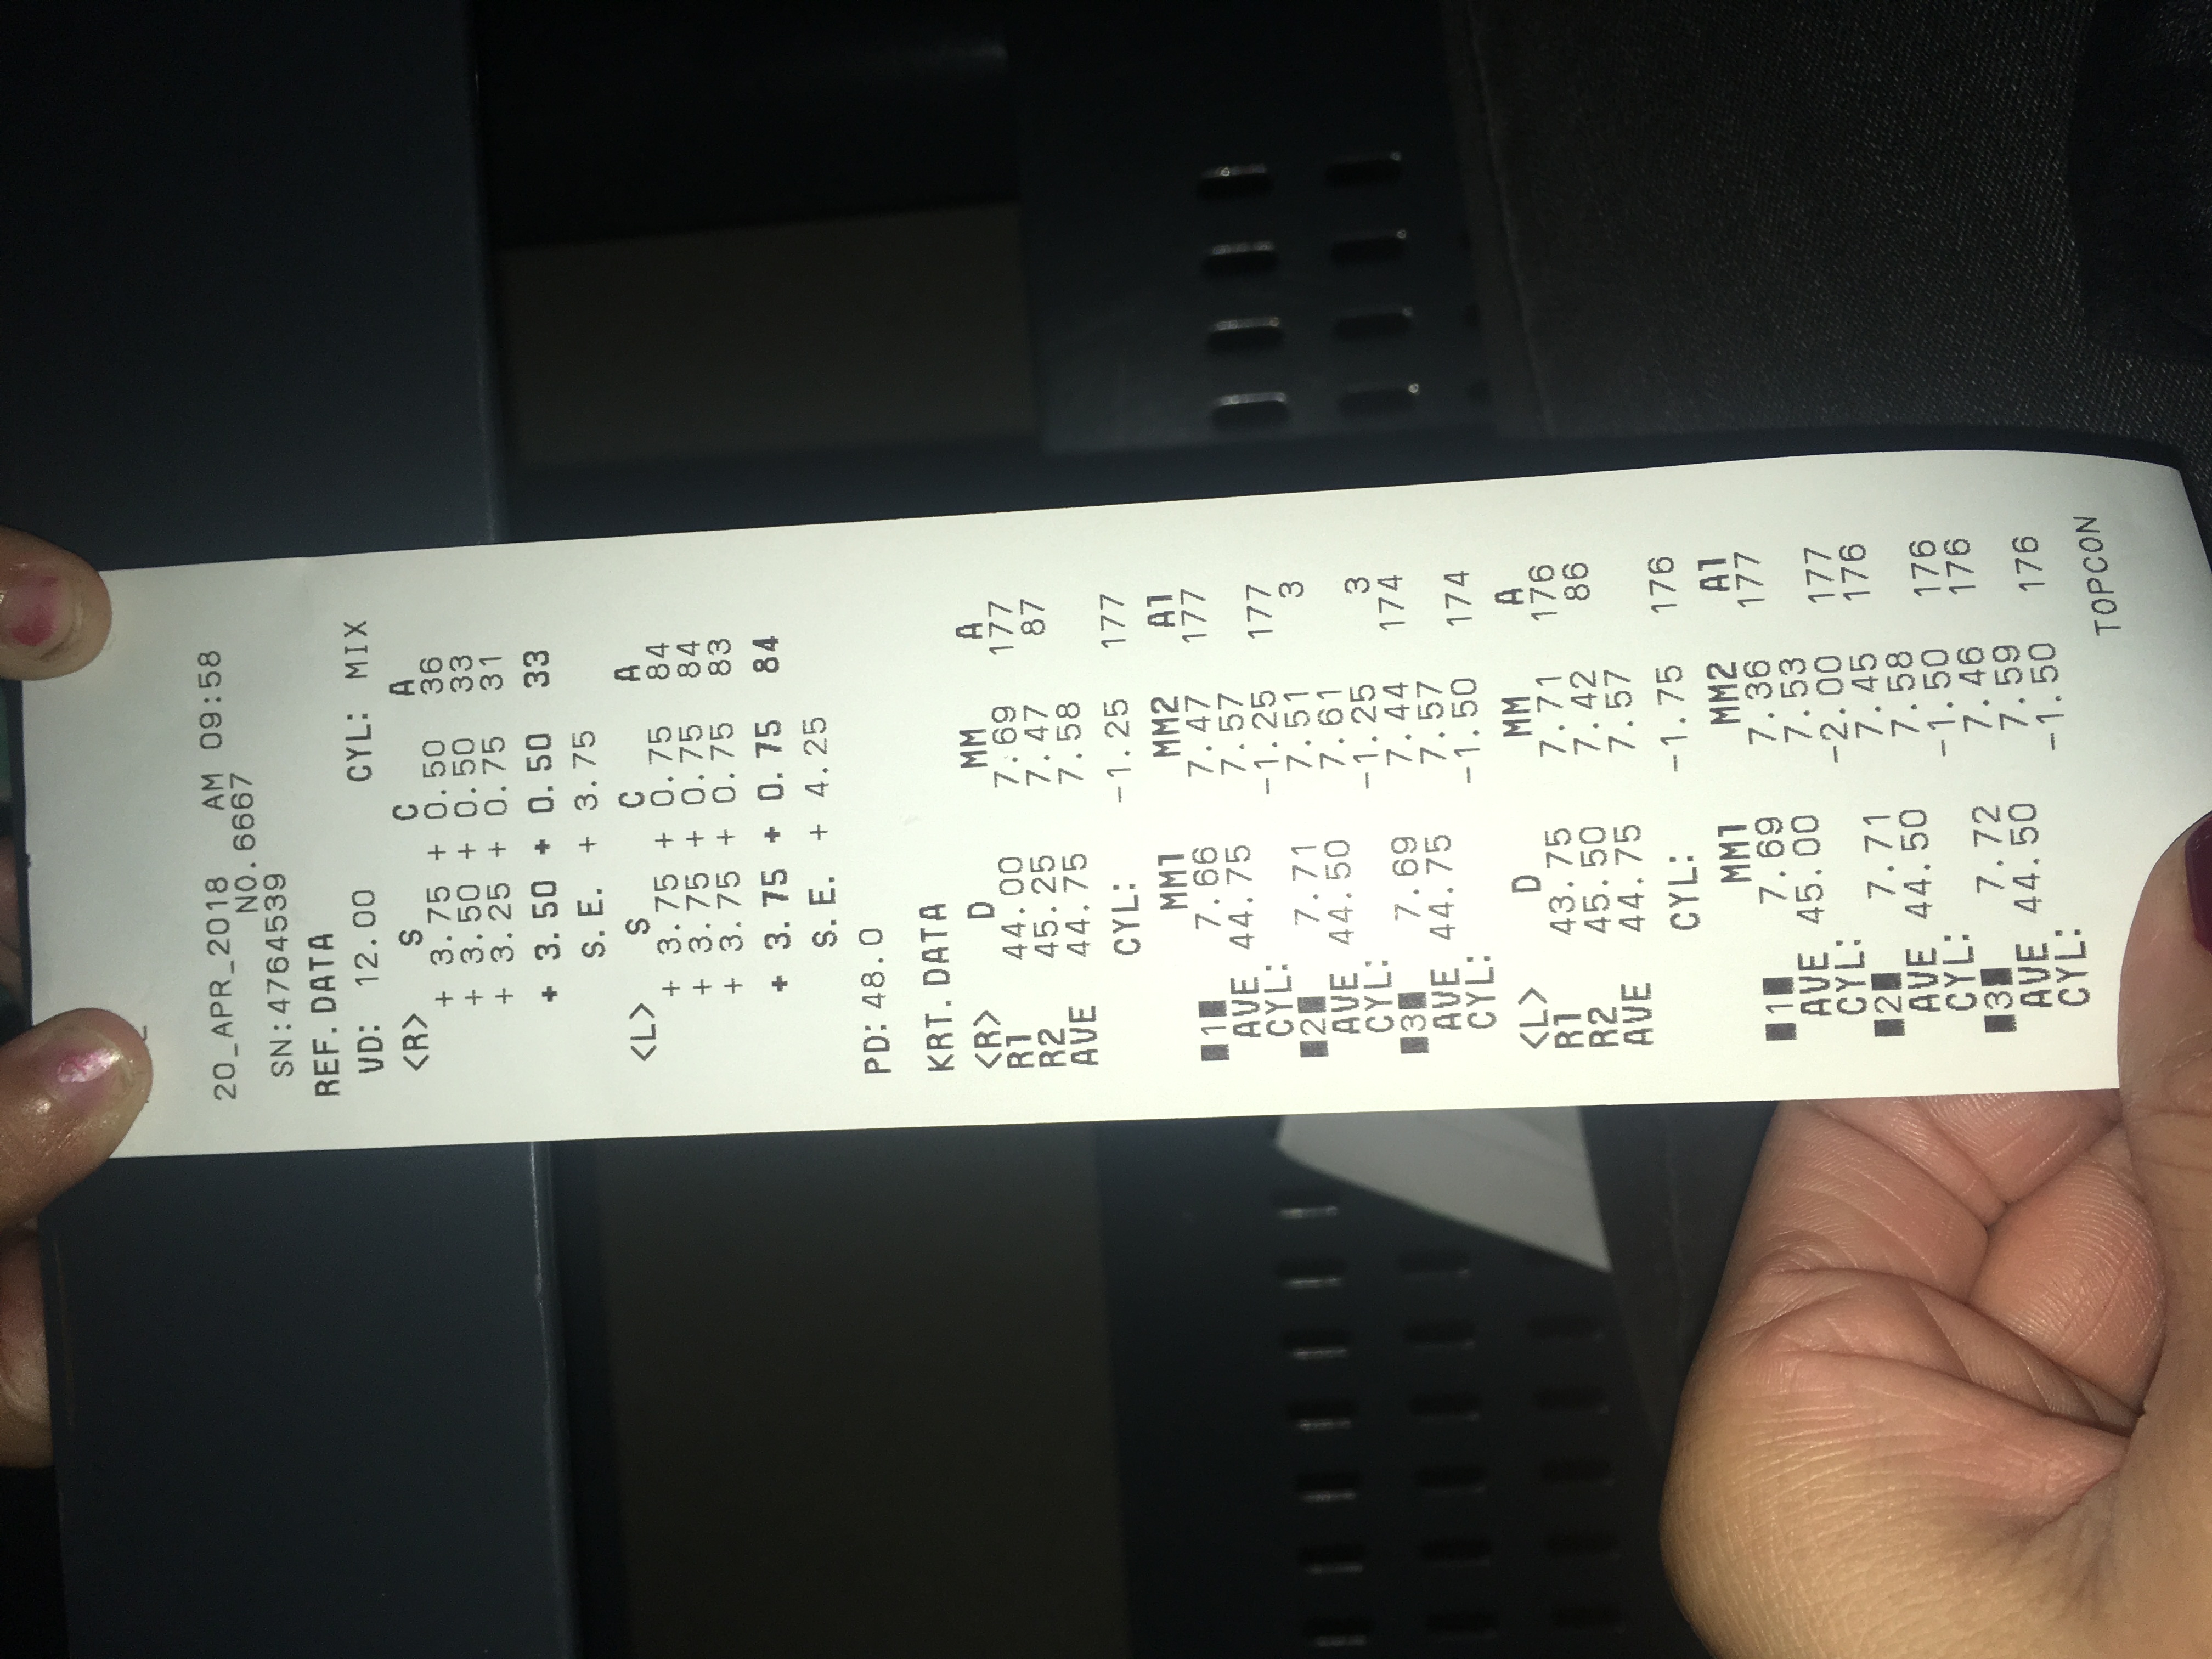 20_APR_2018 AM 09:58
NO.6667
SN:4764539
REF.DATA
VD: 12.00 CYL: MIX
<R> S C A
+ 3.75 + 0.50 36
+ 3.50 + 0.50 33
+ 3.25 + 0.75 31
+ 3.50 + 0.50 33
S.E. + 3.75
<L> S C A
+ 3.75 + 0.75 84
+ 3.75 + 0.75 84
+ 3.75 + 0.75 83
+ 3.75 + 0.75 84
S.E. + 4.25
PD:48.0
KRT.DATA
<R> D MM A
R1 44.00 7.69 177
R2 45.25 7.47 87
AVE 44.75 7.58
CYL: -1.25 177
MM1 MM2 A1
■1■ 7.66 7.47 177
AVE 44.75 7.57
CYL: -1.25 177
■2■ 7.71 7.51 3
AVE 44.50 7.61
CYL: -1.25 3
■3■ 7.69 7.44 174
AVE 44.75 7.57
CYL: -1.50 174
<L> D MM A
R1 43.75 7.71 176
R2 45.50 7.42 86
AVE 44.75 7.57
CYL: -1.75 176
MM1 MM2 A1
■1■ 7.69 7.36 177
AVE 45.00 7.53
CYL: -2.00 177
■2■ 7.71 7.45 176
AVE 44.50 7.58
CYL: -1.50 176
■3■ 7.72 7.46 176
AVE 44.50 7.59
CYL: -1.50 176
TOPCON